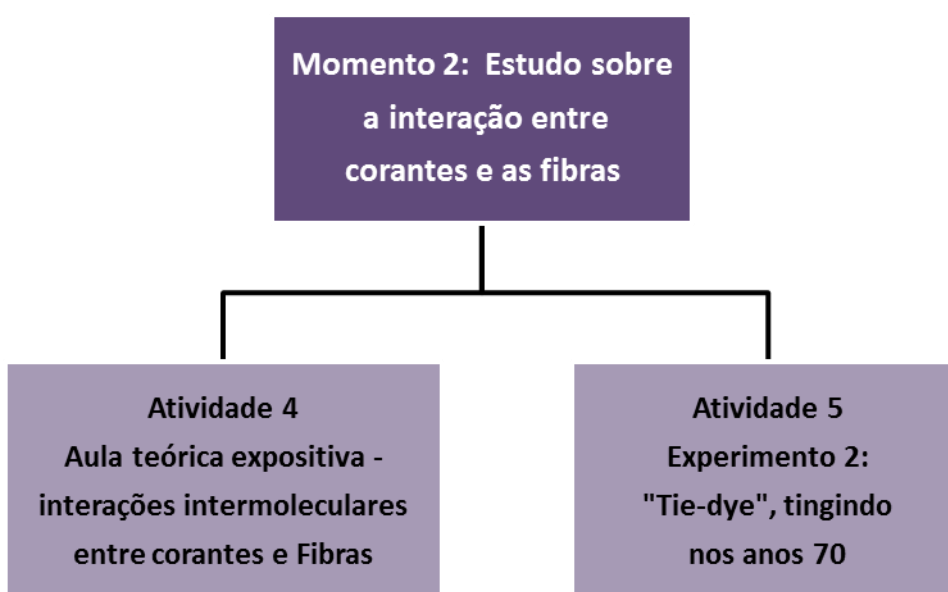 Momento 2: Estudo sobre
a interação entre
corantes e as fibras
Atividade 4
Aula teórica expositiva -
interações intermoleculares
entre corantes e Fibras
Atividade 5
Experimento 2:
"Tie-dye", tingindo
nos anos 70